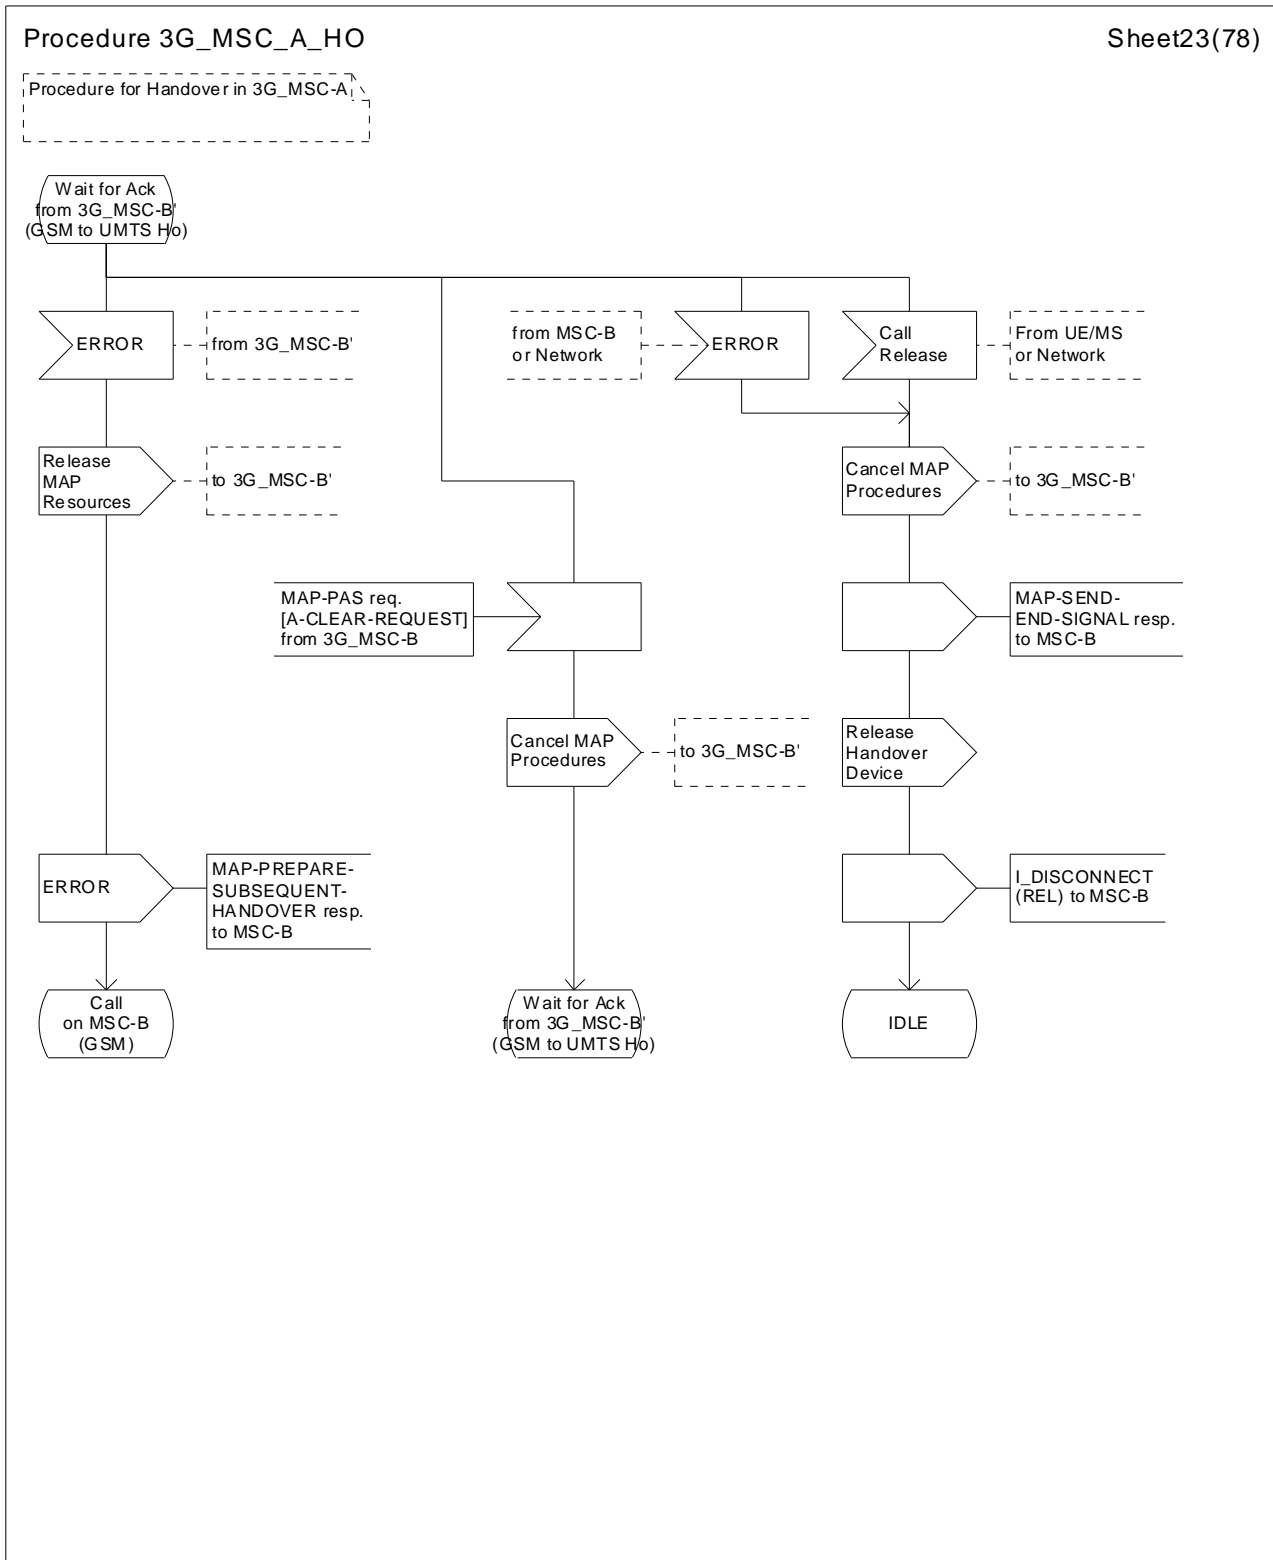 Procedure 3G_MSC_A_HO
Sheet23(78)
Procedure for Handover in 3G_MSC-A
Wait for Ack
from 3G_MSC-B'
(GSM to UMTS Ho)
ERROR
from 3G_MSC-B'
from MSC-B
or Network
ERROR
Call
Release
From UE/MS
or Network
Release
MAP
Resources
to 3G_MSC-B'
Cancel MAP
Procedures
to 3G_MSC-B'
MAP-PAS req.
[A-CLEAR-REQUEST]
from 3G_MSC-B
MAP-SEND-
END-SIGNAL resp.
to MSC-B
Cancel MAP
Procedures
to 3G_MSC-B'
Release
Handover
Device
ERROR
MAP-PREPARE-
SUBSEQUENT-
HANDOVER resp.
to MSC-B
I_DISCONNECT
(REL) to MSC-B
Call
on MSC-B
(GSM)
Wait for Ack
from 3G_MSC-B'
(GSM to UMTS Ho)
IDLE